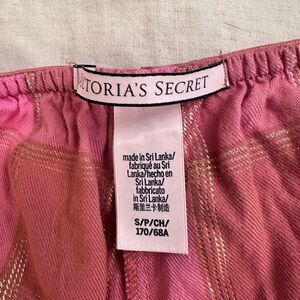 VICTORIA'S SECRET
made in Sri Lanka/
fabriqué au Sri
Lanka/hecho en
Sri Lanka/
fabbricato
in Sri Lanka/
斯里兰卡制造
S/P/CH/
170/68A